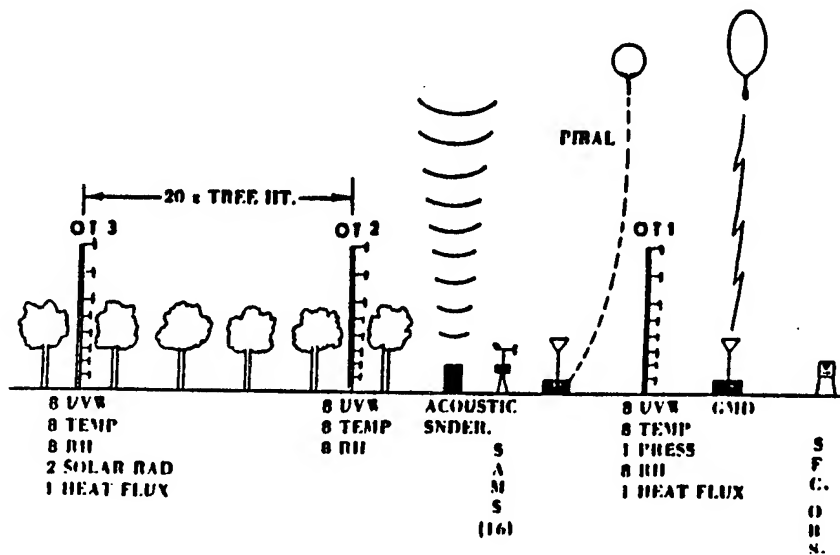 PIBAL
20 x TREE HT.
OT 3
OT 2
OT 1
8 UVW
8 TEMP
8 RH
2 SOLAR RAD
1 HEAT FLUX
8 UVW
8 TEMP
8 RH
ACOUSTIC
SNDER.
S
A
M
S
(16)
8 UVW
8 TEMP
1 PRESS
8 RH
1 HEAT FLUX
GMD
S
F
C.
O
B
S.